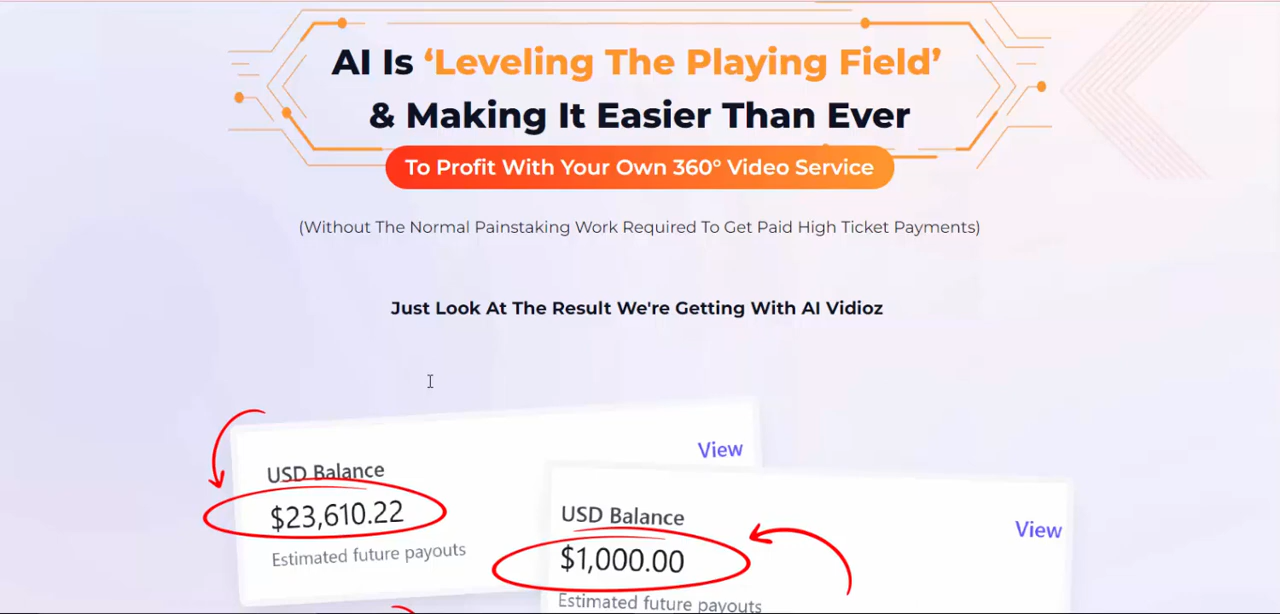 AI Is ‘Leveling The Playing Field’
& Making It Easier Than Ever
To Profit With Your Own 360° Video Service
(Without The Normal Painstaking Work Required To Get Paid High Ticket Payments)
Just Look At The Result We're Getting With AI Vidioz
View
USD Balance
$23,610.22
Estimated future payouts
View
USD Balance
$1,000.00
Estimated future payouts